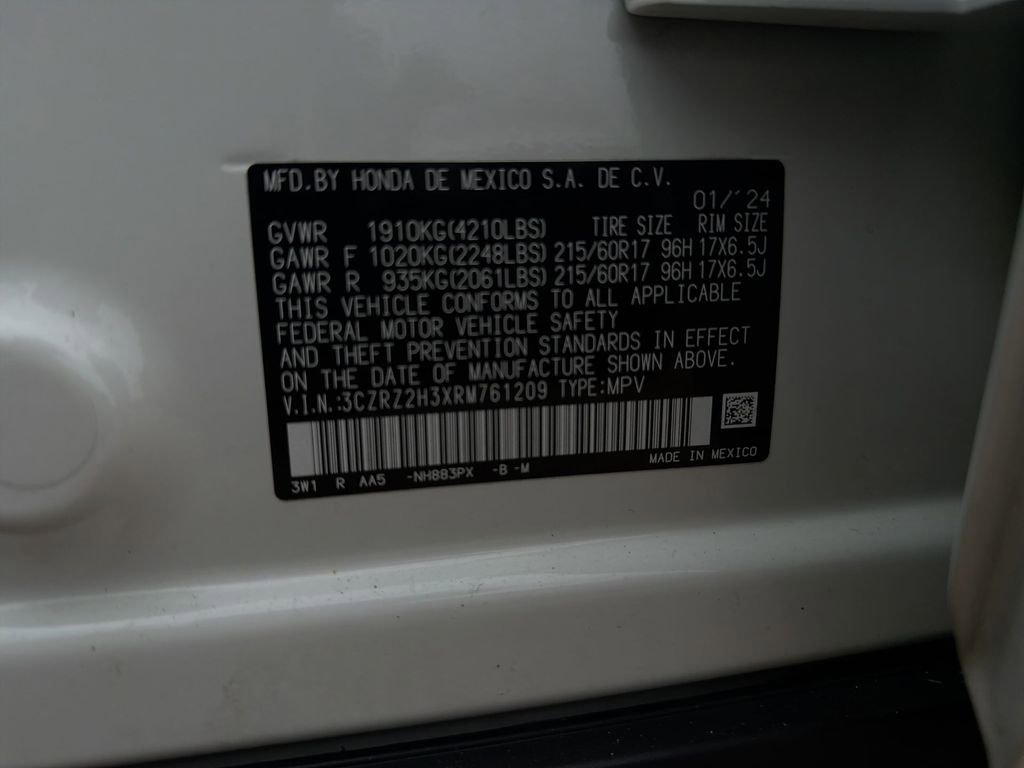 MFD.BY HONDA DE MEXICO S.A. DE C.V.
01/'24
GVWR 1910KG(4210LBS) TIRE SIZE RIM SIZE
GAWR F 1020KG(2248LBS) 215/60R17 96H 17X6.5J
GAWR R 935KG(2061LBS) 215/60R17 96H 17X6.5J
THIS VEHICLE CONFORMS TO ALL APPLICABLE
FEDERAL MOTOR VEHICLE SAFETY
AND THEFT PREVENTION STANDARDS IN EFFECT
ON THE DATE OF MANUFACTURE SHOWN ABOVE.
V.I.N.:3CZRZ2H3XRM761209 TYPE:MPV
MADE IN MEXICO
3W1 R AA5 -NH883PX -B -M